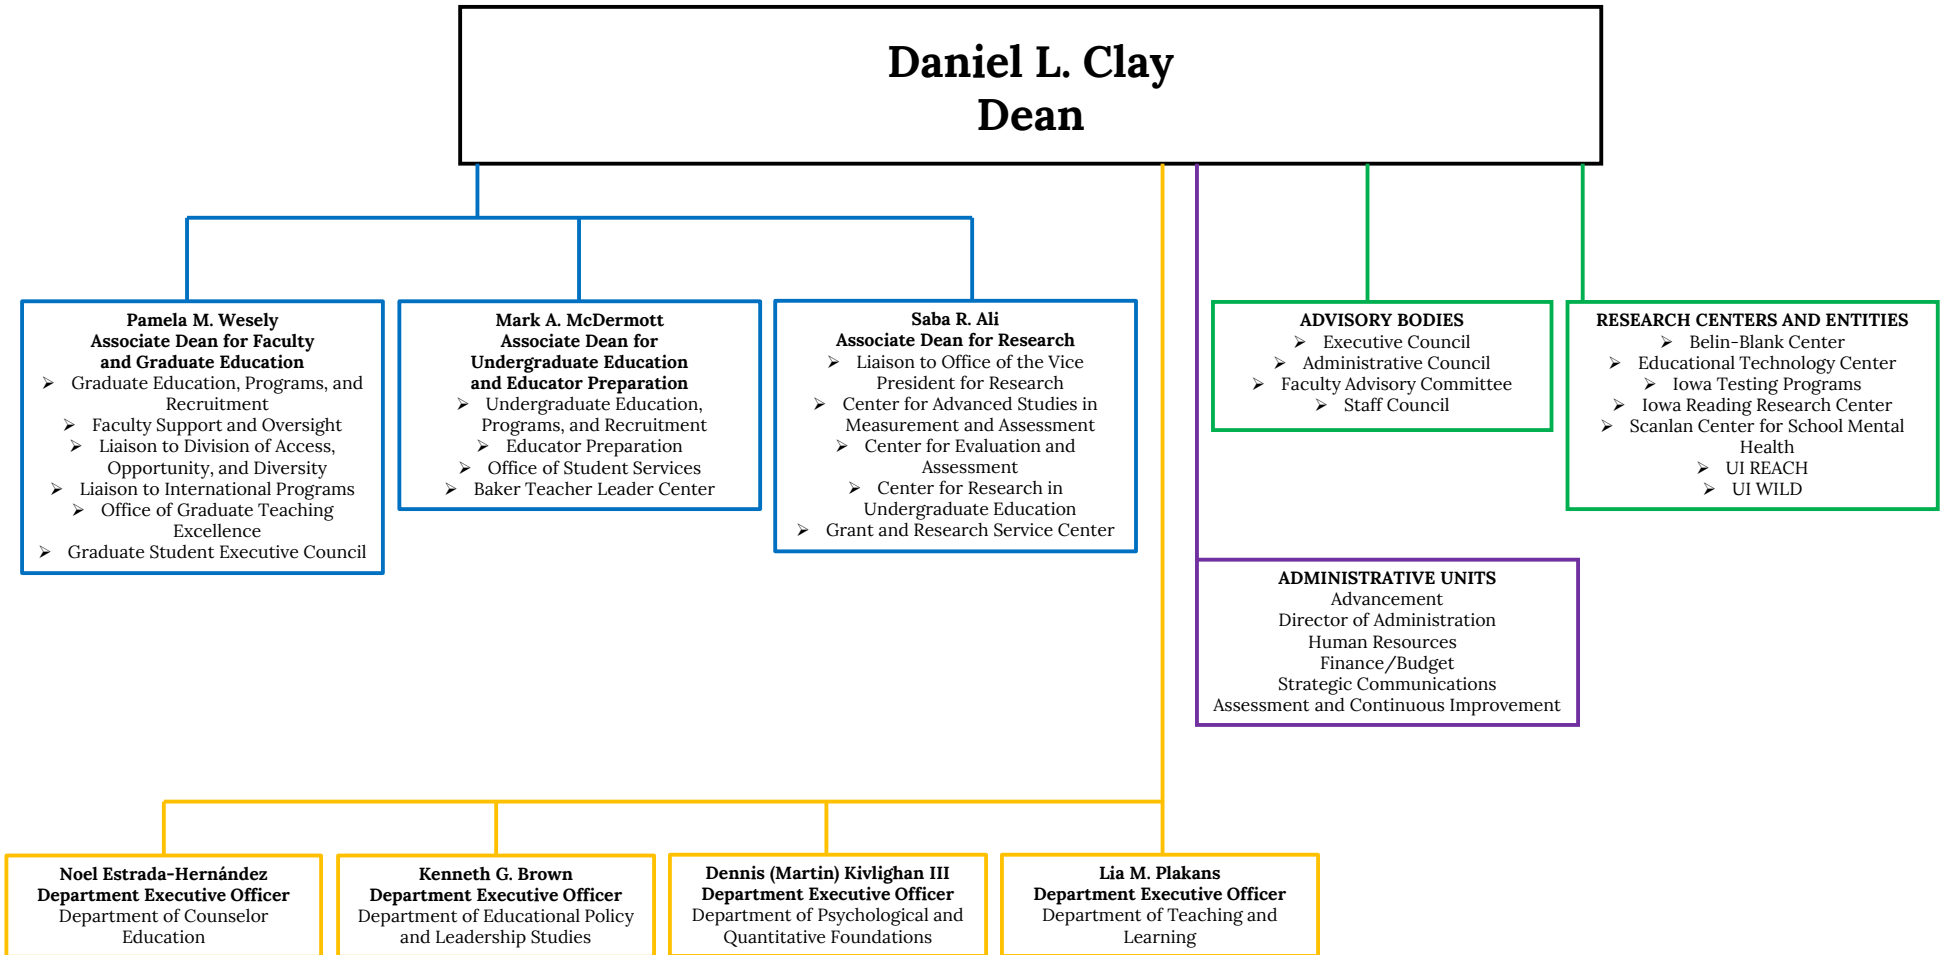 Daniel L. Clay
Dean
Pamela M. Wesely
Associate Dean for Faculty
and Graduate Education
➢ Graduate Education, Programs, and
Recruitment
➢ Faculty Support and Oversight
➢ Liaison to Division of Access,
Opportunity, and Diversity
➢ Liaison to International Programs
➢ Office of Graduate Teaching
Excellence
➢ Graduate Student Executive Council
Mark A. McDermott
Associate Dean for
Undergraduate Education
and Educator Preparation
➢ Undergraduate Education,
Programs, and Recruitment
➢ Educator Preparation
➢ Office of Student Services
➢ Baker Teacher Leader Center
Saba R. Ali
Associate Dean for Research
➢ Liaison to Office of the Vice
President for Research
➢ Center for Advanced Studies in
Measurement and Assessment
➢ Center for Evaluation and
Assessment
➢ Center for Research in
Undergraduate Education
➢ Grant and Research Service Center
ADVISORY BODIES
➢ Executive Council
➢ Administrative Council
➢ Faculty Advisory Committee
➢ Staff Council
RESEARCH CENTERS AND ENTITIES
➢ Belin-Blank Center
➢ Educational Technology Center
➢ Iowa Testing Programs
➢ Iowa Reading Research Center
➢ Scanlan Center for School Mental
Health
➢ UI REACH
➢ UI WILD
ADMINISTRATIVE UNITS
Advancement
Director of Administration
Human Resources
Finance/Budget
Strategic Communications
Assessment and Continuous Improvement
Noel Estrada-Hernández
Department Executive Officer
Department of Counselor
Education
Kenneth G. Brown
Department Executive Officer
Department of Educational Policy
and Leadership Studies
Dennis (Martin) Kivlighan III
Department Executive Officer
Department of Psychological and
Quantitative Foundations
Lia M. Plakans
Department Executive Officer
Department of Teaching and
Learning